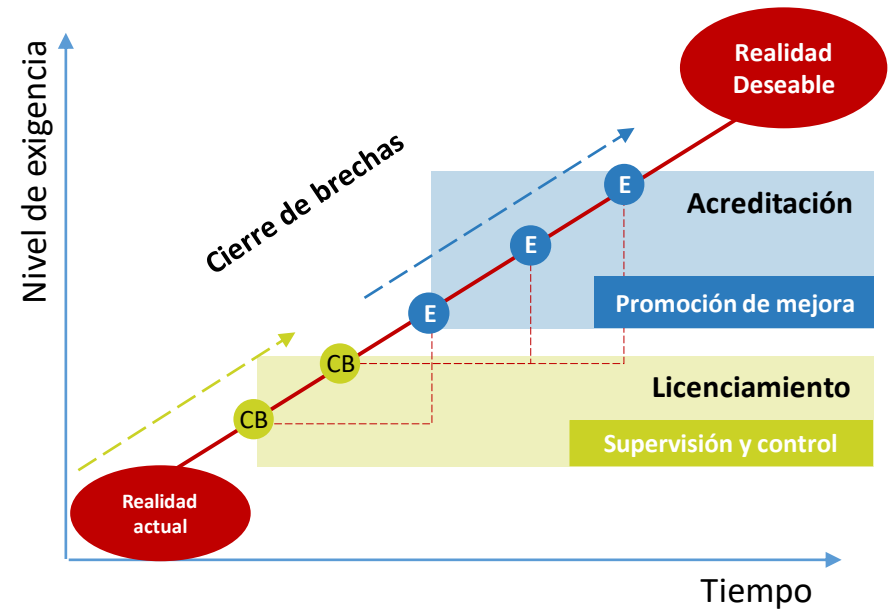 Nivel de exigencia
Realidad
Deseable
Cierre de brechas
E
Acreditación
E
Promoción de mejora
E
CB
Licenciamiento
CB
Supervisión y control
Realidad
actual
Tiempo